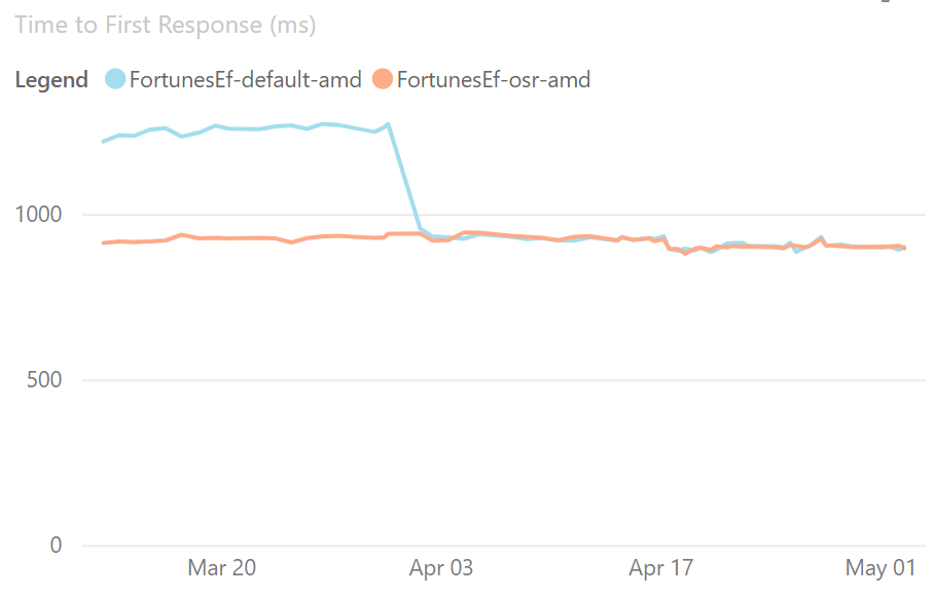 Time to First Response (ms)
Legend FortunesEf-default-amd FortunesEf-osr-amd
1000
500
0
Mar 20 Apr 03 Apr 17 May 01